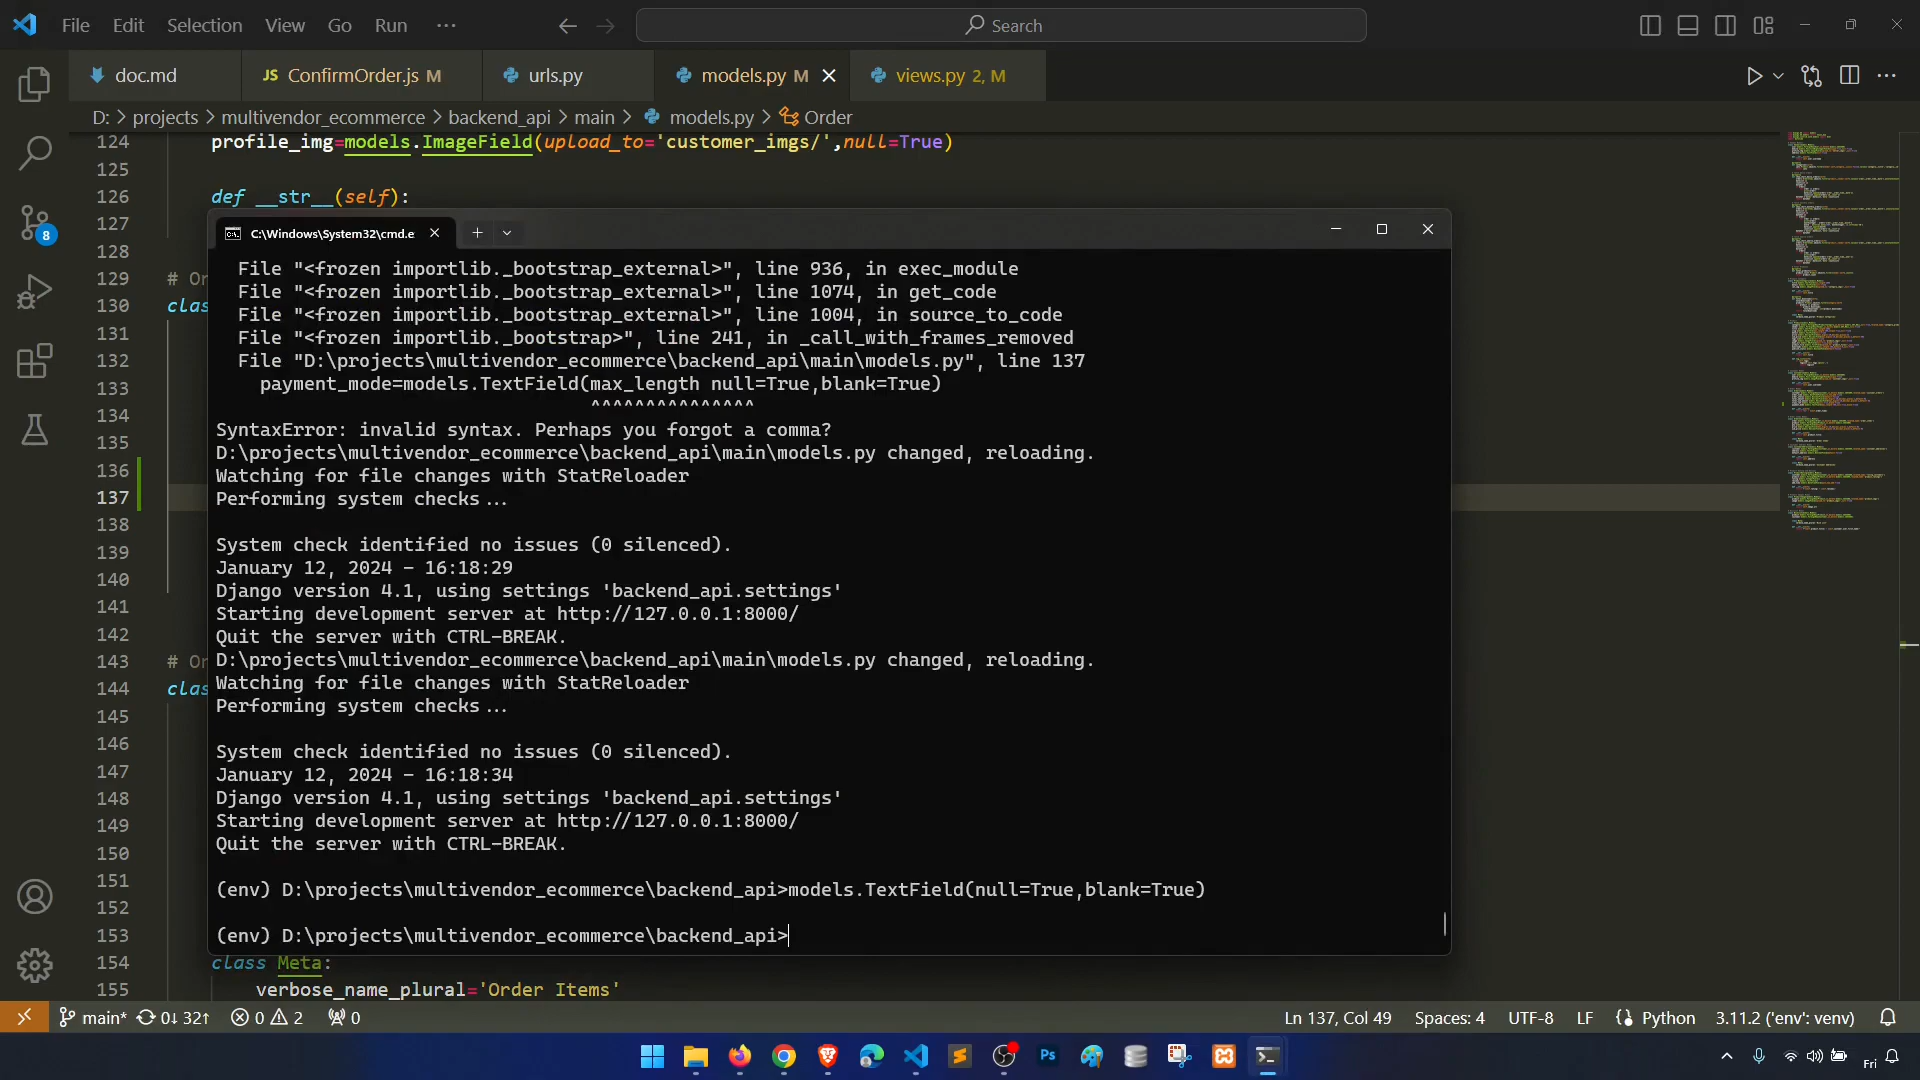 File Edit Selection View Go Run ···
Search
doc.md
JS ConfirmOrder.js M
urls.py
models.py M
views.py 2, M
D: > projects > multivendor_ecommerce > backend_api > main > models.py > Order
124 profile_img=models.ImageField(upload_to='customer_imgs/',null=True)
125
126 def __str__(self):
127
128
129 # Or
130 clas
131
132
133
134
135
136
137
138
139
140
141
142
143 # Or
144 clas
145
146
147
148
149
150
151
152
153
154 class Meta:
155 verbose_name_plural='Order Items'
8
C:\Windows\System32\cmd.e
File "<frozen importlib._bootstrap_external>", line 936, in exec_module
File "<frozen importlib._bootstrap_external>", line 1074, in get_code
File "<frozen importlib._bootstrap_external>", line 1004, in source_to_code
File "<frozen importlib._bootstrap>", line 241, in _call_with_frames_removed
File "D:\projects\multivendor_ecommerce\backend_api\main\models.py", line 137
payment_mode=models.TextField(max_length null=True,blank=True)
^^^^^^^^^^^^^^^
SyntaxError: invalid syntax. Perhaps you forgot a comma?
D:\projects\multivendor_ecommerce\backend_api\main\models.py changed, reloading.
Watching for file changes with StatReloader
Performing system checks...
System check identified no issues (0 silenced).
January 12, 2024 - 16:18:29
Django version 4.1, using settings 'backend_api.settings'
Starting development server at http://127.0.0.1:8000/
Quit the server with CTRL-BREAK.
D:\projects\multivendor_ecommerce\backend_api\main\models.py changed, reloading.
Watching for file changes with StatReloader
Performing system checks...
System check identified no issues (0 silenced).
January 12, 2024 - 16:18:34
Django version 4.1, using settings 'backend_api.settings'
Starting development server at http://127.0.0.1:8000/
Quit the server with CTRL-BREAK.
(env) D:\projects\multivendor_ecommerce\backend_api>models.TextField(null=True,blank=True)
(env) D:\projects\multivendor_ecommerce\backend_api>
main* 0↓ 32↑ 0 2 0
Ln 137, Col 49 Spaces: 4 UTF-8 LF Python 3.11.2 ('env': venv)
Ps
Fri